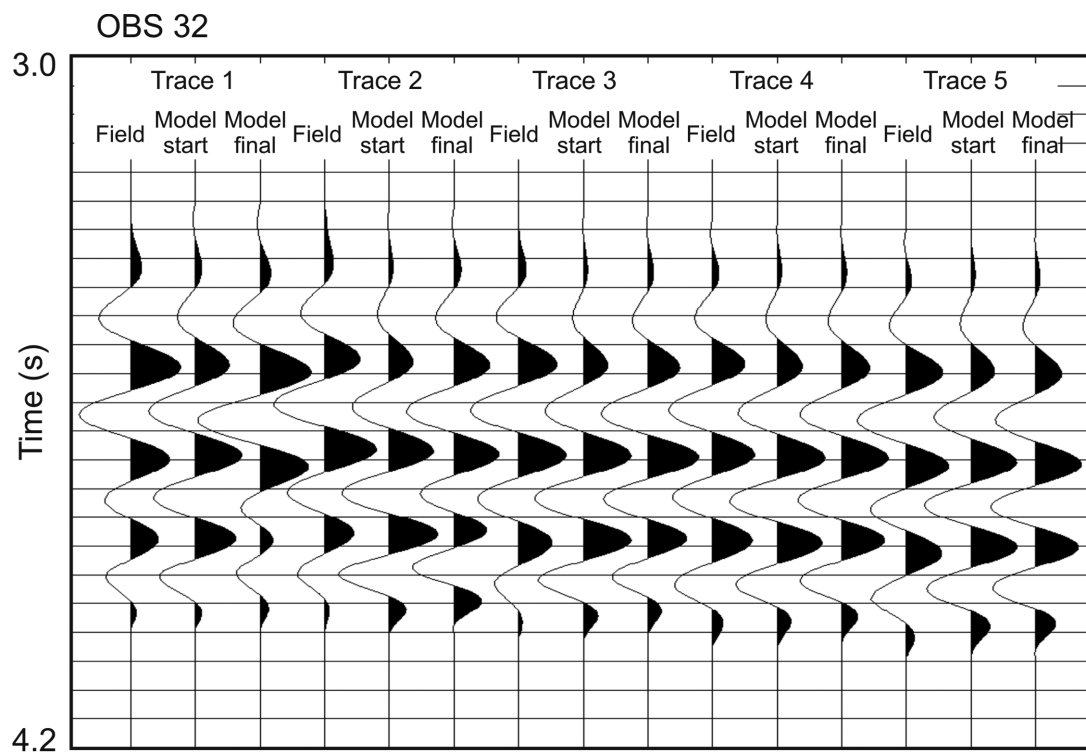 OBS 32
3.0
Trace 1 Trace 2 Trace 3 Trace 4 Trace 5
Field Model start Model final Field Model start Model final Field Model start Model final Field Model start Model final Field Model start Model final
Time (s)
4.2